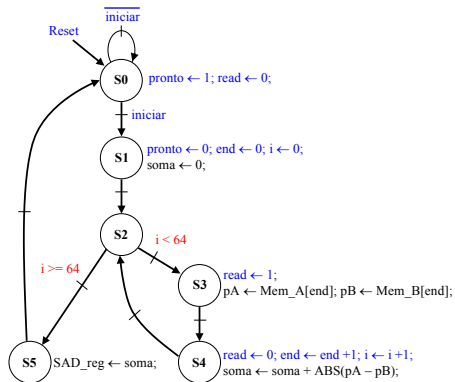 iniciar
Reset
S0
pronto ← 1; read ← 0;
iniciar
S1
pronto ← 0; end ← 0; i ← 0;
soma ← 0;
S2
i >= 64
i < 64
S3
read ← 1;
pA ← Mem_A[end]; pB ← Mem_B[end];
S5
SAD_reg ← soma;
S4
read ← 0; end ← end +1; i ← i +1;
soma ← soma + ABS(pA – pB);